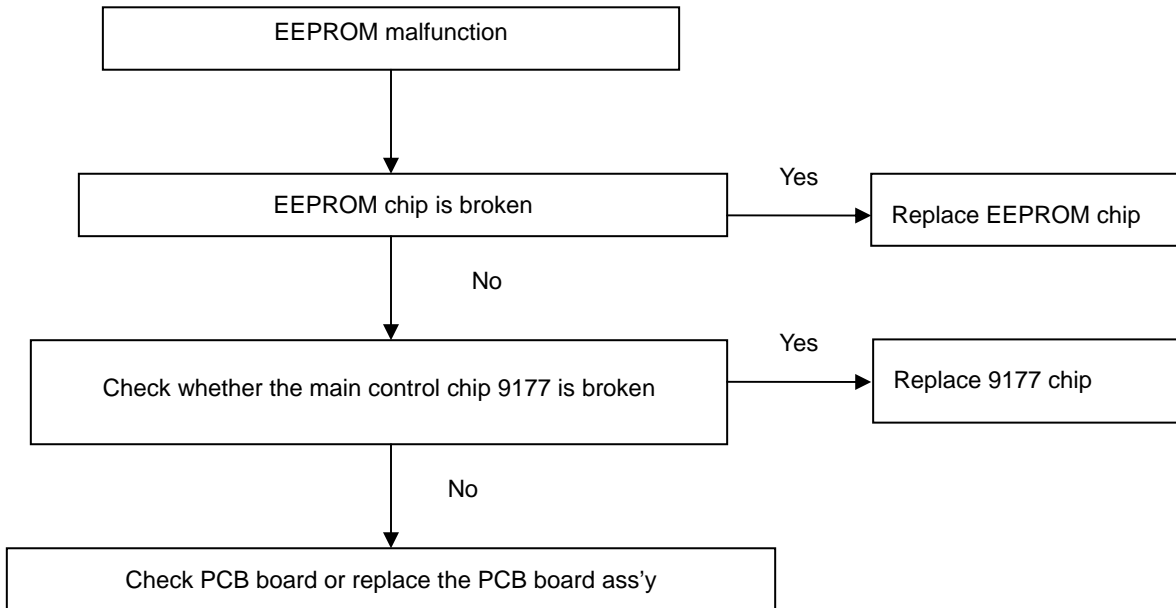 EEPROM malfunction
Yes
EEPROM chip is broken
Replace EEPROM chip
No
Yes
Check whether the main control chip 9177 is broken
Replace 9177 chip
No
Check PCB board or replace the PCB board ass’y